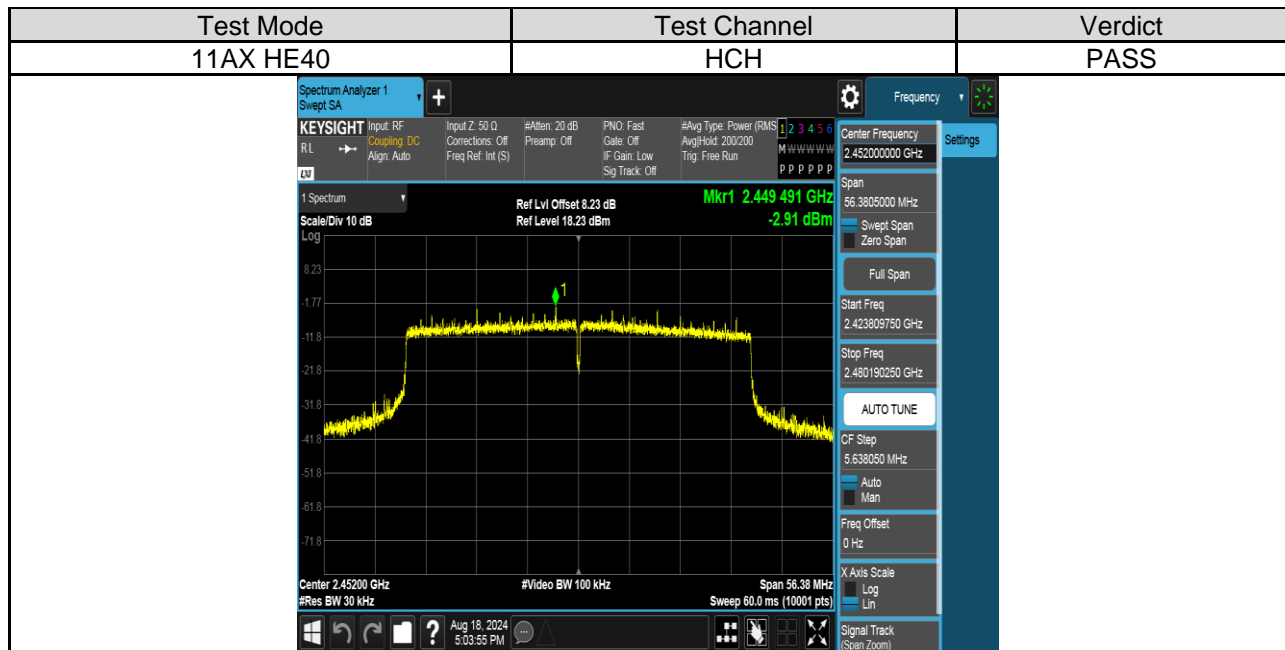 Test Mode Test Channel Verdict
11AX HE40 HCH PASS
Spectrum Analyzer 1
Swept SA
+
Frequency
KEYSIGHT
RL
LXI
Input: RF
Coupling: DC
Align: Auto
Input Z: 50 Ω
Corrections: Off
Freq Ref: Int (S)
#Atten: 20 dB
Preamp: Off
PNO: Fast
Gate: Off
IF Gain: Low
Sig Track: Off
#Avg Type: Power (RMS
Avg|Hold: 200/200
Trig: Free Run
1 2 3 4 5 6
M W W W W W
P P P P P P
Center Frequency
2.452000000 GHz
Settings
1 Spectrum
Scale/Div 10 dB
Ref Lvl Offset 8.23 dB
Ref Level 18.23 dBm
Mkr1 2.449 491 GHz
-2.91 dBm
Log
8.23
-1.77
-11.8
-21.8
-31.8
-41.8
-51.8
-61.8
-71.8
1
Center 2.45200 GHz
#Res BW 30 kHz
#Video BW 100 kHz
Span 56.38 MHz
Sweep 60.0 ms (10001 pts)
Span
56.3805000 MHz
Swept Span
Zero Span
Full Span
Start Freq
2.423809750 GHz
Stop Freq
2.480190250 GHz
AUTO TUNE
CF Step
5.638050 MHz
Auto
Man
Freq Offset
0 Hz
X Axis Scale
Log
Lin
Signal Track
(Span Zoom)
?
Aug 18, 2024
5:03:55 PM